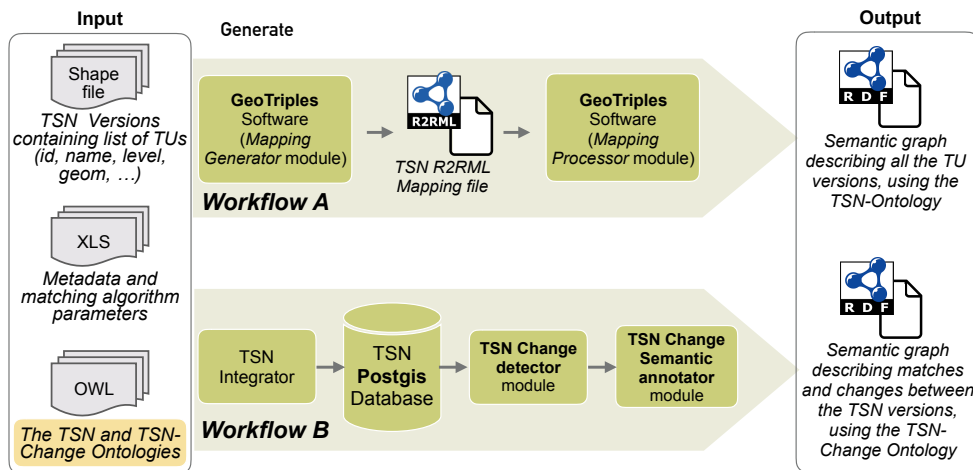 Input
Generate
Output
Shape
file
TSN Versions
containing list of TUs
(id, name, level,
geom, …)
XLS
Metadata and
matching algorithm
parameters
OWL
The TSN and TSN-
Change Ontologies
GeoTriples
Software
(Mapping
Generator module)
R2RML
TSN R2RML
Mapping file
GeoTriples
Software
(Mapping
Processor module)
Workflow A
TSN
Integrator
TSN
Postgis
Database
TSN Change
detector
module
TSN Change
Semantic
annotator
module
Workflow B
RDF
Semantic graph
describing all the TU
versions, using the
TSN-Ontology
RDF
Semantic graph
describing matches
and changes between
the TSN versions,
using the TSN-
Change Ontology